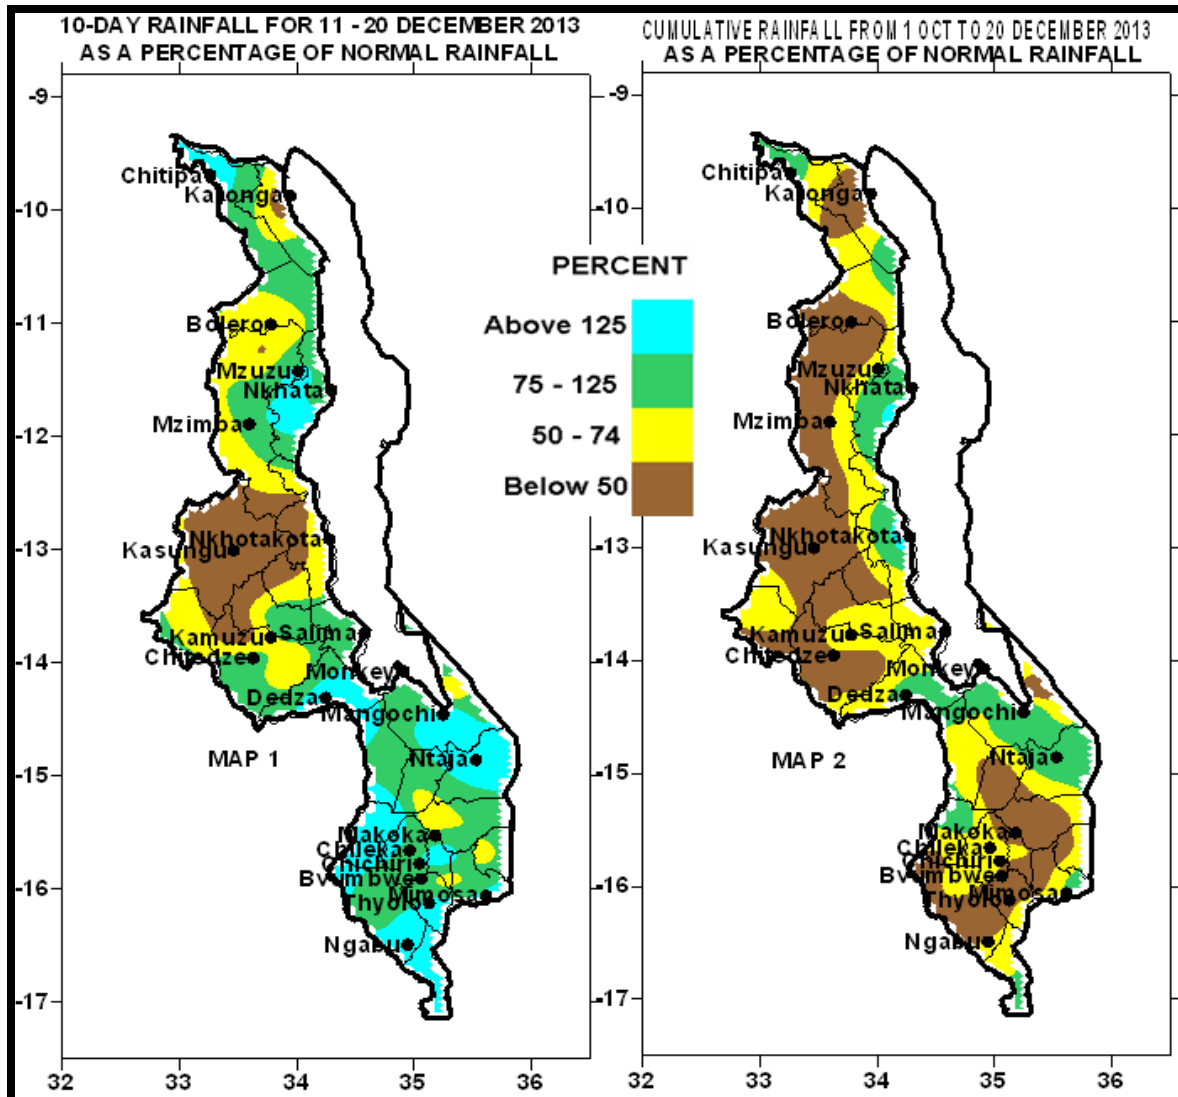 10-DAY RAINFALL FOR 11 - 20 DECEMBER 2013
AS A PERCENTAGE OF NORMAL RAINFALL
CUMULATIVE RAINFALL FROM 1 OCT TO 20 DECEMBER 2013
AS A PERCENTAGE OF NORMAL RAINFALL
-9
-10
-11
-12
-13
-14
-15
-16
-17
32
33
34
35
36
Chitipa
Karonga
Bolero
Mzuzu
Nkhata
Mzimba
Nkhotakota
Kasungu
Kamuzu
Salima
Chitedze
Monkey
Dedza
Mangochi
MAP 1
Ntaja
Makoka
Chileka
Chichiri
Bvumbwe
Mimosa
Thyolo
Ngabu
PERCENT
Above 125
75 - 125
50 - 74
Below 50
-9
-10
-11
-12
-13
-14
-15
-16
-17
32
33
34
35
36
Chitipa
Karonga
Bolero
Mzuzu
Nkhata
Mzimba
Nkhotakota
Kasungu
Kamuzu
Salima
Chitedze
Monkey
Dedza
Mangochi
MAP 2
Ntaja
Makoka
Chileka
Chichiri
Bvumbwe
Mimosa
Thyolo
Ngabu